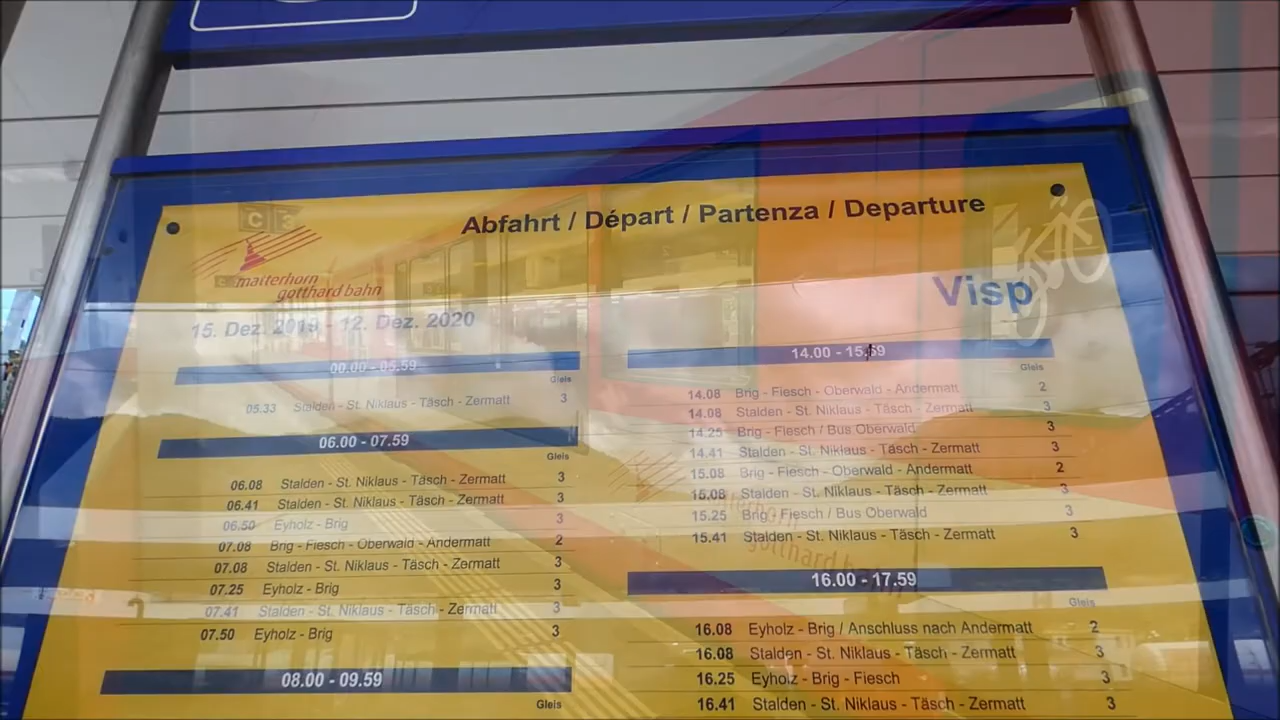 Abfahrt / Départ / Partenza / Departure
C 3
matterhorn
gotthard bahn
Visp
15. Dez. 2019 - 12. Dez. 2020
00.00 - 05.59
Gleis
05.33 Stalden - St. Niklaus - Täsch - Zermatt 3
06.00 - 07.59
Gleis
06.08 Stalden - St. Niklaus - Täsch - Zermatt 3
06.41 Stalden - St. Niklaus - Täsch - Zermatt 3
06.50 Eyholz - Brig 3
07.08 Brig - Fiesch - Oberwald - Andermatt 2
07.08 Stalden - St. Niklaus - Täsch - Zermatt 3
07.25 Eyholz - Brig 3
07.41 Stalden - St. Niklaus - Täsch - Zermatt 3
07.50 Eyholz - Brig 3
08.00 - 09.59
Gleis
14.00 - 15.59
Gleis
14.08 Brig - Fiesch - Oberwald - Andermatt 2
14.08 Stalden - St. Niklaus - Täsch - Zermatt 3
14.25 Brig - Fiesch / Bus Oberwald 3
14.41 Stalden - St. Niklaus - Täsch - Zermatt 3
15.08 Brig - Fiesch - Oberwald - Andermatt 2
15.08 Stalden - St. Niklaus - Täsch - Zermatt 3
15.25 Brig - Fiesch / Bus Oberwald 3
15.41 Stalden - St. Niklaus - Täsch - Zermatt 3
gotthard
16.00 - 17.59
Gleis
16.08 Eyholz - Brig / Anschluss nach Andermatt 2
16.08 Stalden - St. Niklaus - Täsch - Zermatt 3
16.25 Eyholz - Brig - Fiesch 3
16.41 Stalden - St. Niklaus - Täsch - Zermatt 3